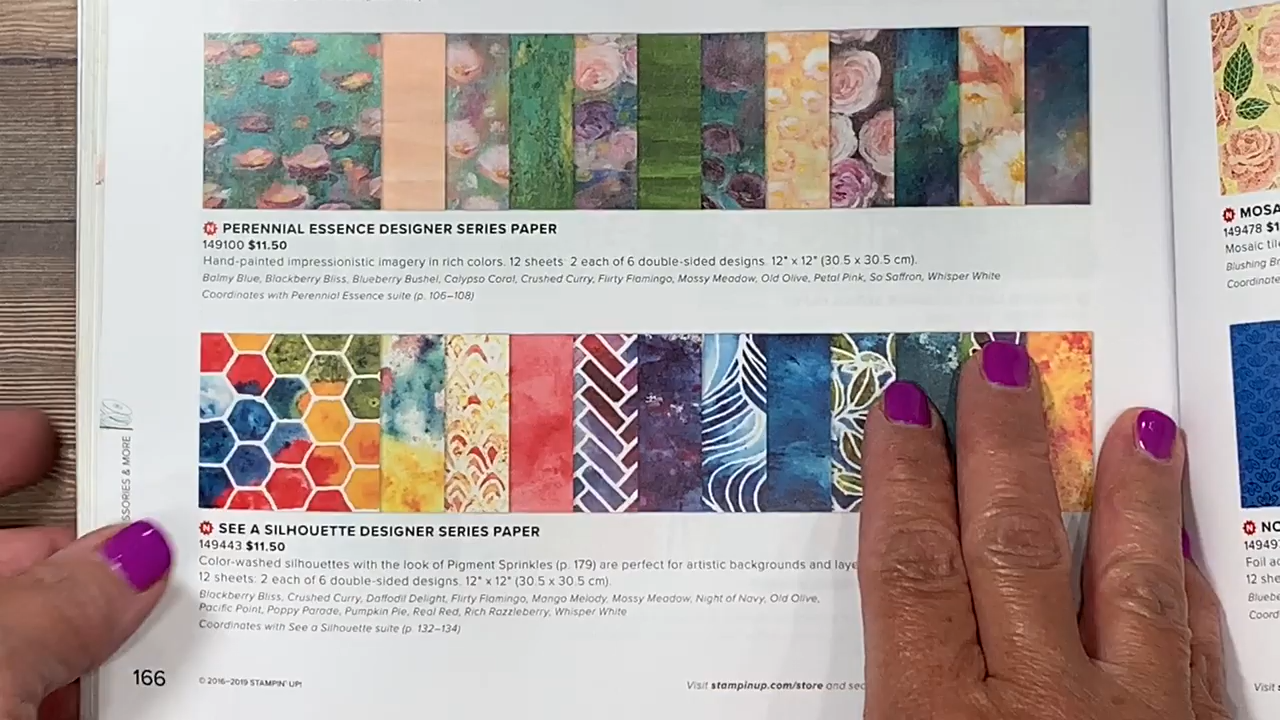 PERENNIAL ESSENCE DESIGNER SERIES PAPER
149100 $11.50
Hand-painted impressionistic imagery in rich colors. 12 sheets: 2 each of 6 double-sided designs. 12" x 12" (30.5 x 30.5 cm).
Balmy Blue, Blackberry Bliss, Blueberry Bushel, Calypso Coral, Crushed Curry, Flirty Flamingo, Mossy Meadow, Old Olive, Petal Pink, So Saffron, Whisper White
Coordinates with Perennial Essence suite (p. 106–108)
SEE A SILHOUETTE DESIGNER SERIES PAPER
149443 $11.50
Color-washed silhouettes with the look of Pigment Sprinkles (p. 179) are perfect for artistic backgrounds and laye
12 sheets: 2 each of 6 double-sided designs. 12" x 12" (30.5 x 30.5 cm).
Blackberry Bliss, Crushed Curry, Daffodil Delight, Flirty Flamingo, Mango Melody, Mossy Meadow, Night of Navy, Old Olive,
Pacific Point, Poppy Parade, Pumpkin Pie, Real Red, Rich Razzleberry, Whisper White
Coordinates with See a Silhouette suite (p. 132–134)
SSORIES & MORE
166
© 2016–2019 STAMPIN' UP!
Visit stampinup.com/store and sec
MOSA
149478 $1
Mosaic til
Blushing Br
Coordinate
NO
14949
Foil ac
12 she
Bluebe
Coord
Visit s